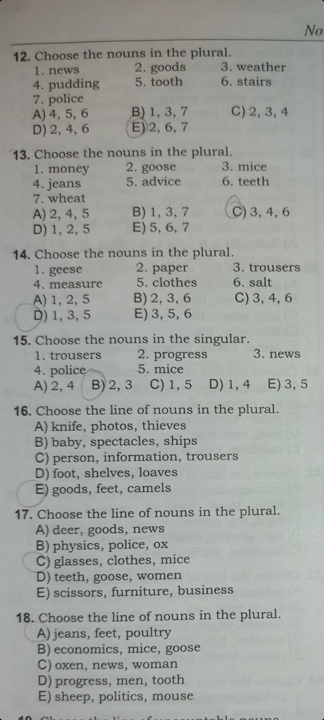 No
12. Choose the nouns in the plural.
1. news 2. goods 3. weather
4. pudding 5. tooth 6. stairs
7. police
A) 4, 5, 6 B) 1, 3, 7 C) 2, 3, 4
D) 2, 4, 6 E) 2, 6, 7
13. Choose the nouns in the plural.
1. money 2. goose 3. mice
4. jeans 5. advice 6. teeth
7. wheat
A) 2, 4, 5 B) 1, 3, 7 C) 3, 4, 6
D) 1, 2, 5 E) 5, 6, 7
14. Choose the nouns in the plural.
1. geese 2. paper 3. trousers
4. measure 5. clothes 6. salt
A) 1, 2, 5 B) 2, 3, 6 C) 3, 4, 6
D) 1, 3, 5 E) 3, 5, 6
15. Choose the nouns in the singular.
1. trousers 2. progress 3. news
4. police 5. mice
A) 2, 4 B) 2, 3 C) 1, 5 D) 1, 4 E) 3, 5
16. Choose the line of nouns in the plural.
A) knife, photos, thieves
B) baby, spectacles, ships
C) person, information, trousers
D) foot, shelves, loaves
E) goods, feet, camels
17. Choose the line of nouns in the plural.
A) deer, goods, news
B) physics, police, ox
C) glasses, clothes, mice
D) teeth, goose, women
E) scissors, furniture, business
18. Choose the line of nouns in the plural.
A) jeans, feet, poultry
B) economics, mice, goose
C) oxen, news, woman
D) progress, men, tooth
E) sheep, politics, mouse